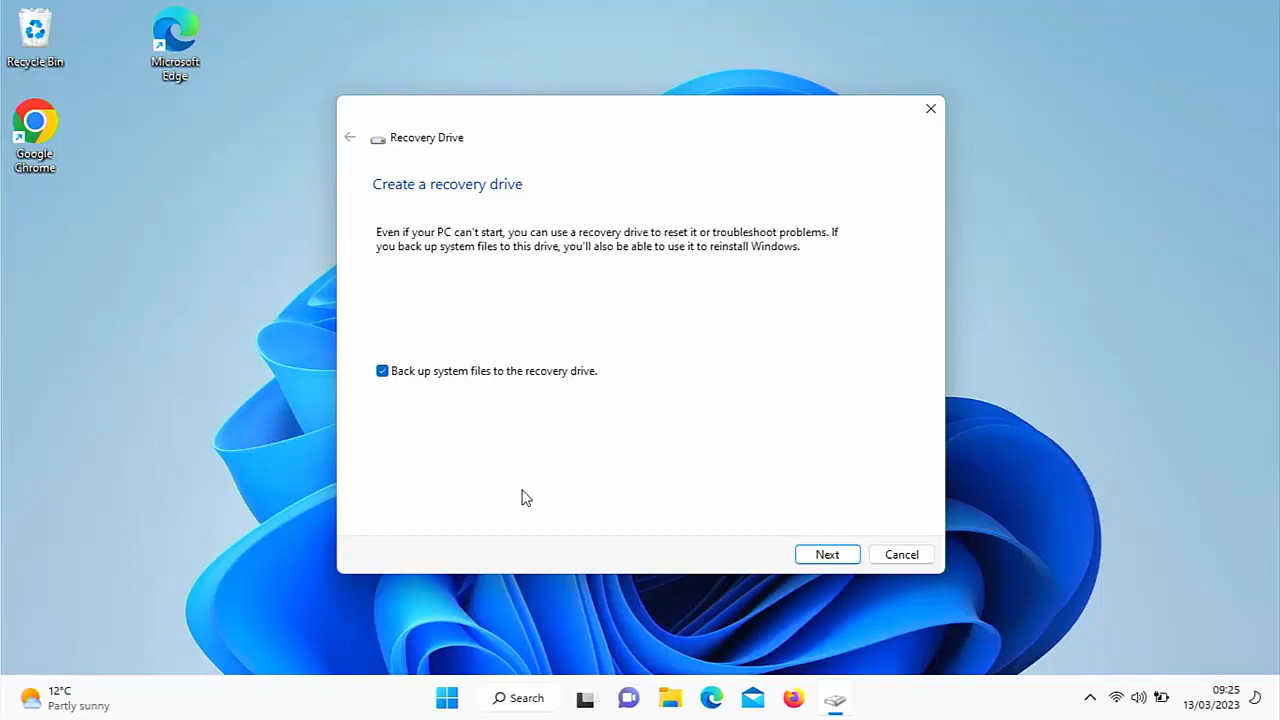 Recycle Bin
Microsoft
Edge
Google
Chrome
Recovery Drive
Create a recovery drive
Even if your PC can't start, you can use a recovery drive to reset it or troubleshoot problems. If
you back up system files to this drive, you'll also be able to use it to reinstall Windows.
Back up system files to the recovery drive.
Next
Cancel
12°C
Partly sunny
Search
09:25
13/03/2023